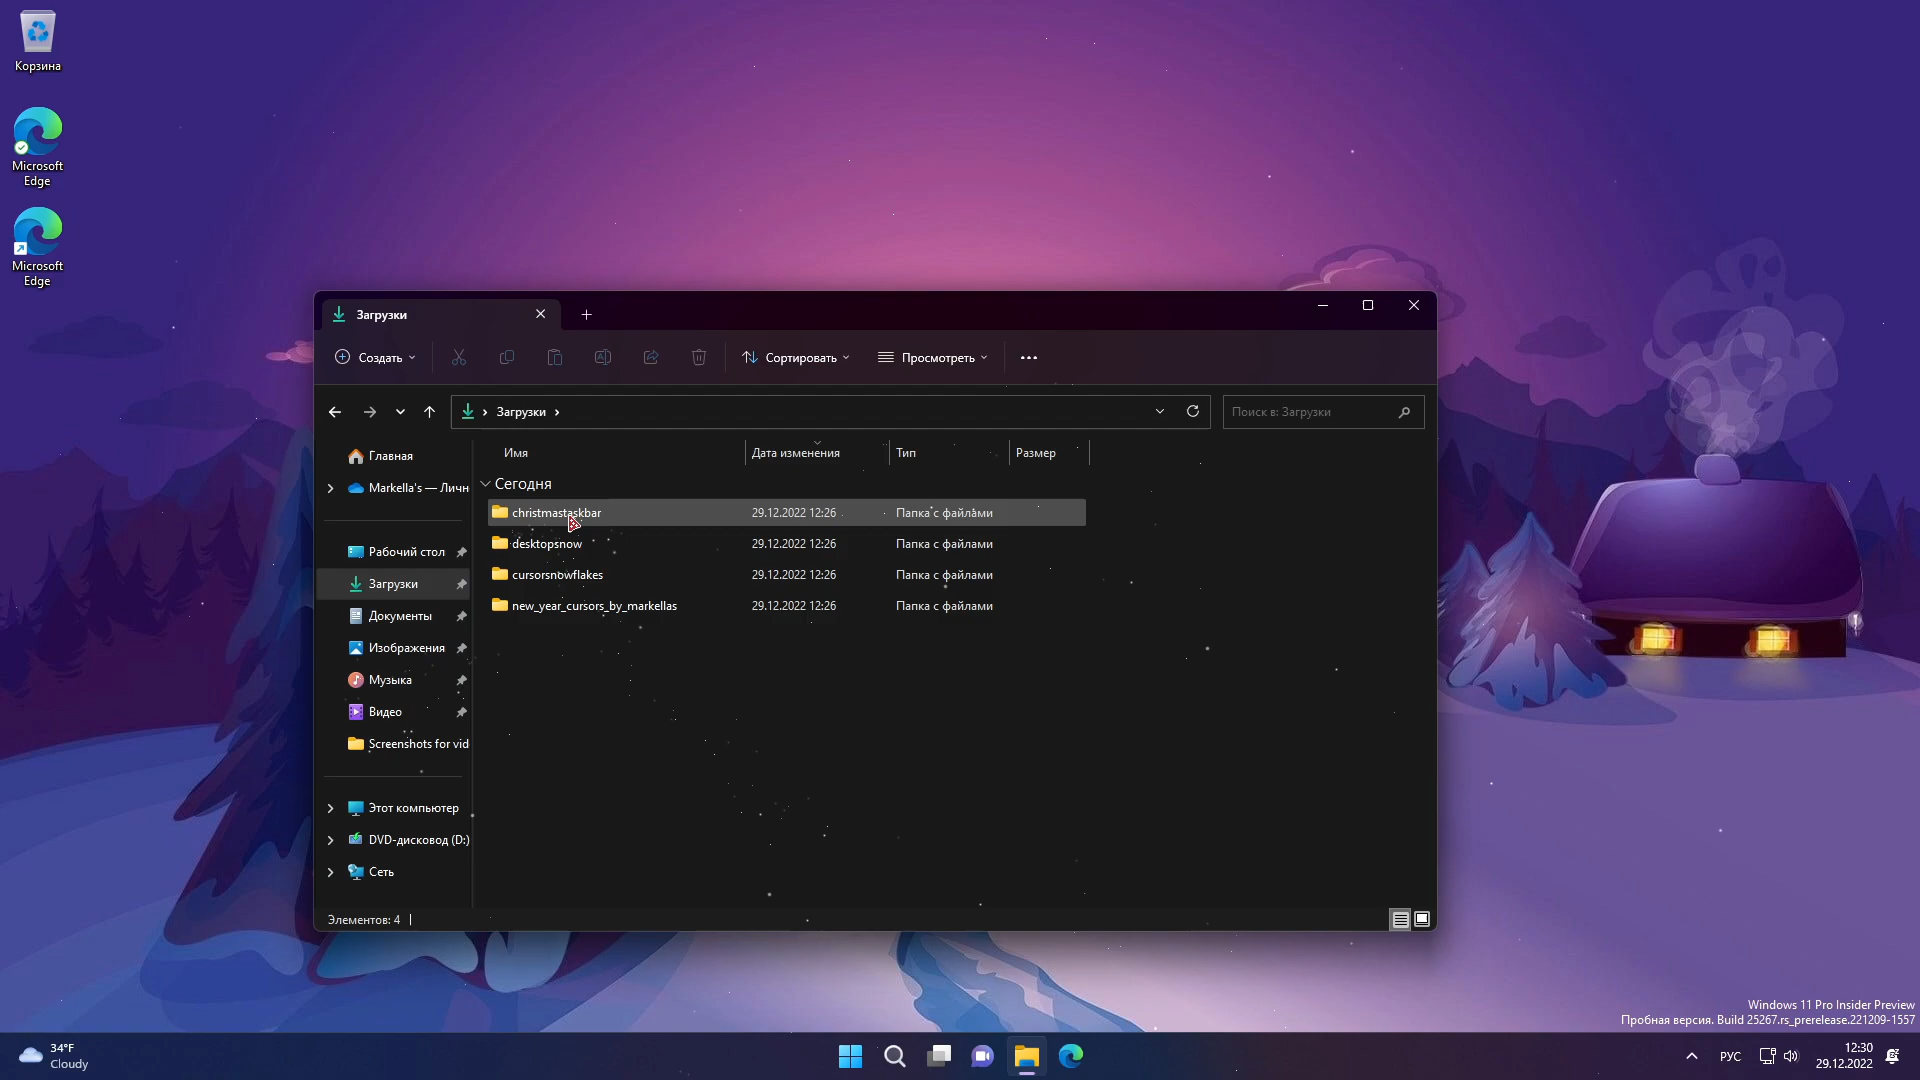 Корзина
Microsoft
Edge
Microsoft
Edge
Загрузки
Создать
Сортировать
Просмотреть
Загрузки
Поиск в: Загрузки
Главная
Markella's — Личн
Рабочий стол
Загрузки
Документы
Изображения
Музыка
Видео
Screenshots for vid
Этот компьютер
DVD-дисковод (D:)
Сеть
Имя Дата изменения Тип Размер
Сегодня
christmastaskbar 29.12.2022 12:26 Папка с файлами
desktopsnow 29.12.2022 12:26 Папка с файлами
cursorsnowflakes 29.12.2022 12:26 Папка с файлами
new_year_cursors_by_markellas 29.12.2022 12:26 Папка с файлами
Элементов: 4
Windows 11 Pro Insider Preview
Пробная версия. Build 25267.rs_prerelease.221209-1557
34°F
Cloudy
РУС
12:30
29.12.2022